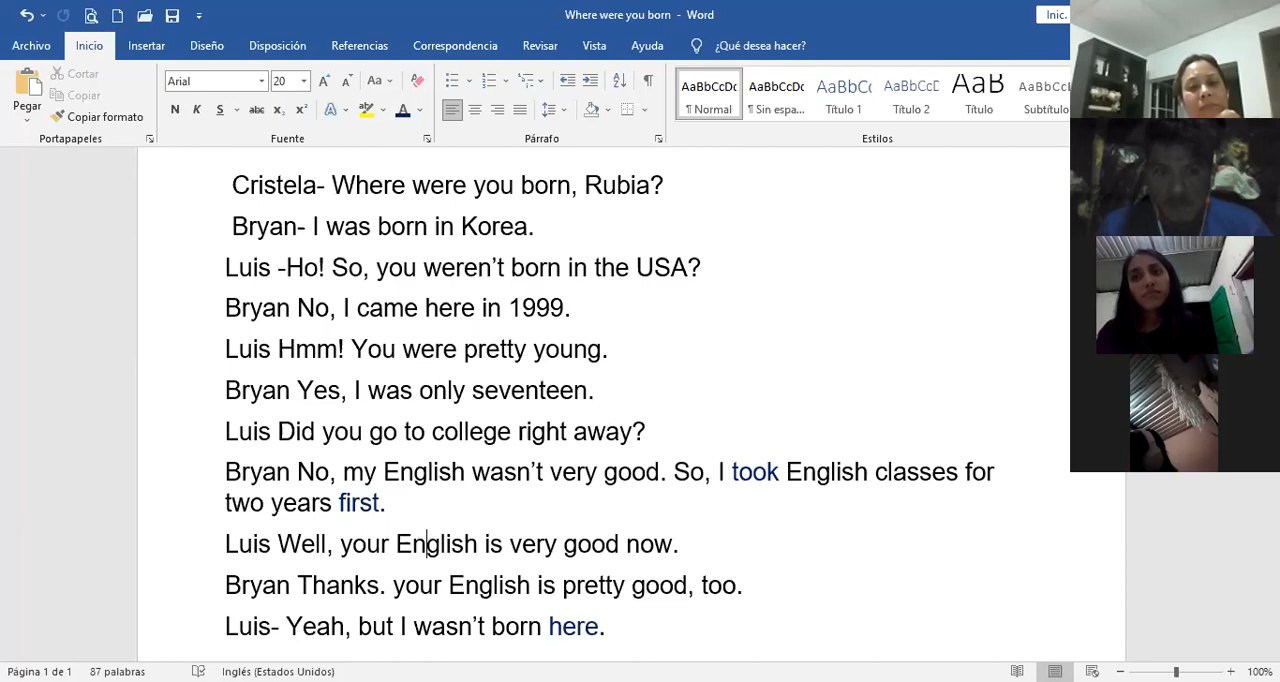 Where were you born - Word
Inic.
Archivo Inicio Insertar Diseño Disposición Referencias Correspondencia Revisar Vista Ayuda ¿Qué desea hacer?
Pegar
Cortar
Copiar
Copiar formato
Portapapeles
Arial 20
Aa
N K S abc x₂ x² A A
Fuente
Párrafo
AaBbCcDc AaBbCcDc AaBbC AaBbCcD AaB AaBbCc
¶ Normal ¶ Sin espa... Título 1 Título 2 Título Subtítulo
Estilos
Cristela- Where were you born, Rubia?
Bryan- I was born in Korea.
Luis -Ho! So, you weren’t born in the USA?
Bryan No, I came here in 1999.
Luis Hmm! You were pretty young.
Bryan Yes, I was only seventeen.
Luis Did you go to college right away?
Bryan No, my English wasn’t very good. So, I took English classes for
two years first.
Luis Well, your English is very good now.
Bryan Thanks. your English is pretty good, too.
Luis- Yeah, but I wasn’t born here.
Página 1 de 1 87 palabras Inglés (Estados Unidos) 100%